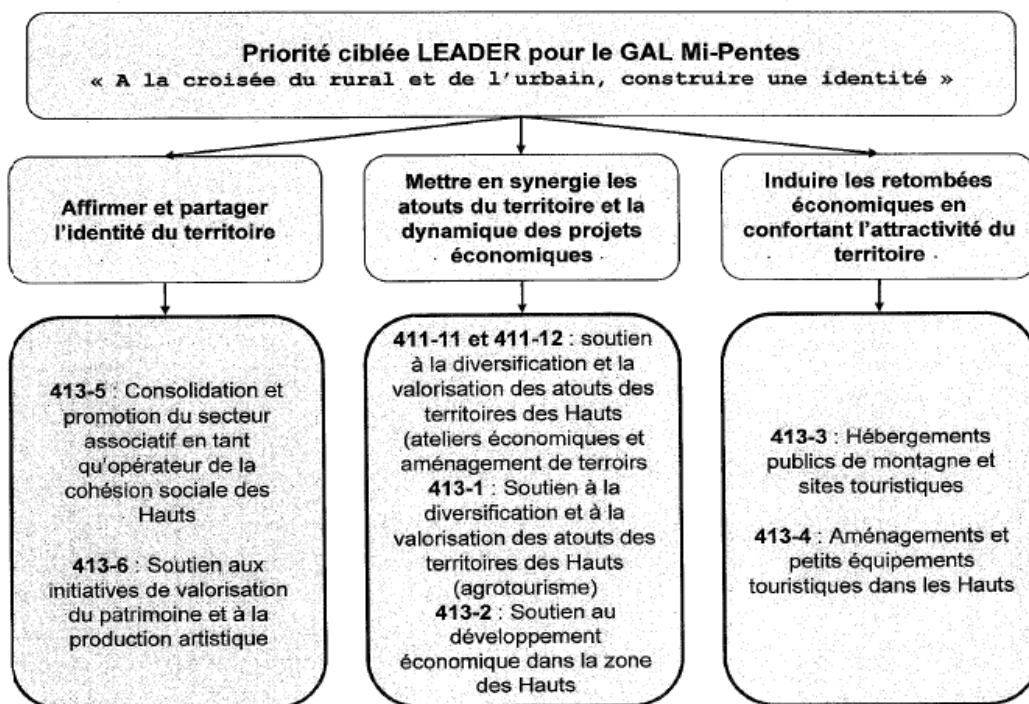 Priorité ciblée LEADER pour le GAL Mi-Pentes
« A la croisée du rural et de l'urbain, construire une identité »
Affirmer et partager
l'identité du territoire
Mettre en synergie les
atouts du territoire et la
dynamique des projets
économiques
Induire les retombées
économiques en
confortant l'attractivité du
territoire
413-5 : Consolidation et
promotion du secteur
associatif en tant
qu'opérateur de la
cohésion sociale des
Hauts
413-6 : Soutien aux
initiatives de valorisation
du patrimoine et à la
production artistique
411-11 et 411-12 : soutien
à la diversification et la
valorisation des atouts des
territoires des Hauts
(ateliers économiques et
aménagement de terroirs
413-1 : Soutien à la
diversification et à la
valorisation des atouts des
territoires des Hauts
(agrotourisme)
413-2 : Soutien au
développement
économique dans la zone
des Hauts
413-3 : Hébergements
publics de montagne et
sites touristiques
413-4 : Aménagements et
petits équipements
touristiques dans les Hauts